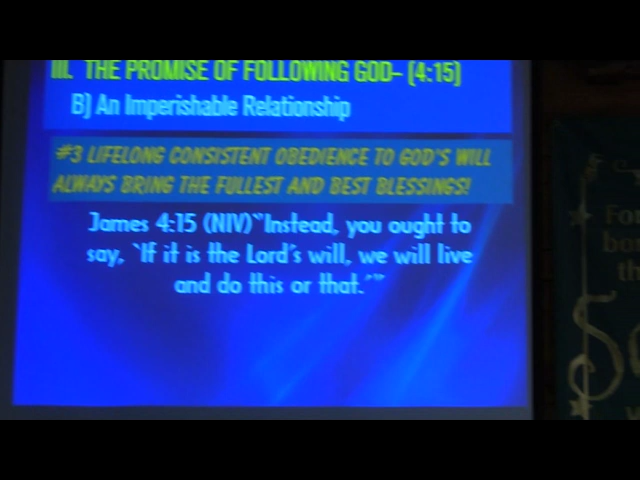 III. THE PROMISE OF FOLLOWING GOD- (4:15)
B) An Imperishable Relationship
#3 LIFELONG CONSISTENT OBEDIENCE TO GOD'S WILL
ALWAYS BRING THE FULLEST AND BEST BLESSINGS!
James 4:15 (NIV)"Instead, you ought to
say, 'If it is the Lord's will, we will live
and do this or that.'"